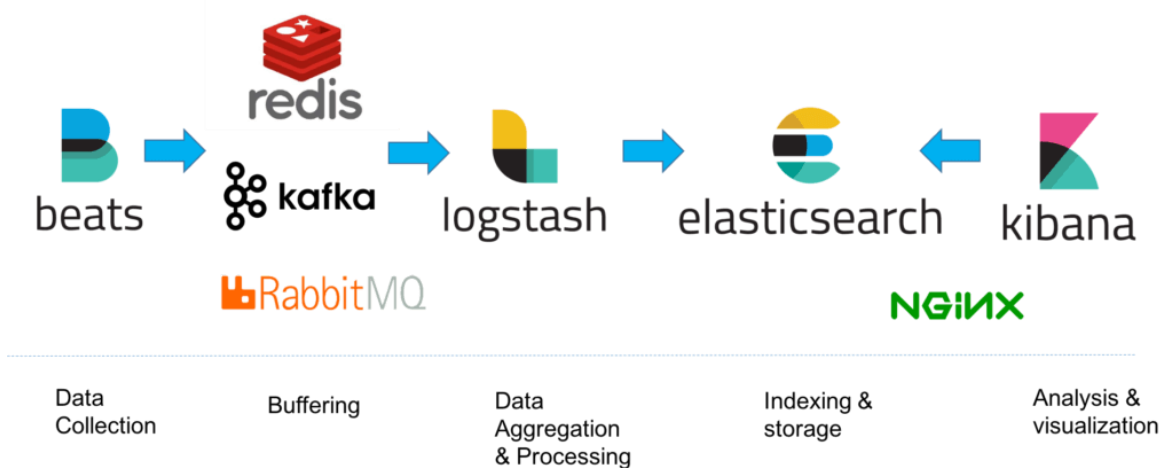 redis
beats
kafka
logstash
elasticsearch
kibana
RabbitMQ
NGiNX
Data
Collection
Buffering
Data
Aggregation
& Processing
Indexing &
storage
Analysis &
visualization